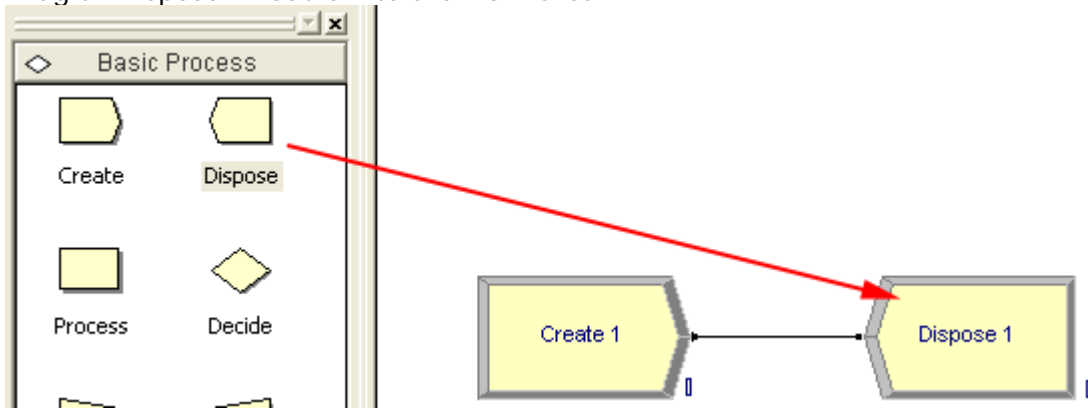 Basic Process
Create Dispose
Process Decide
Create 1
Dispose 1